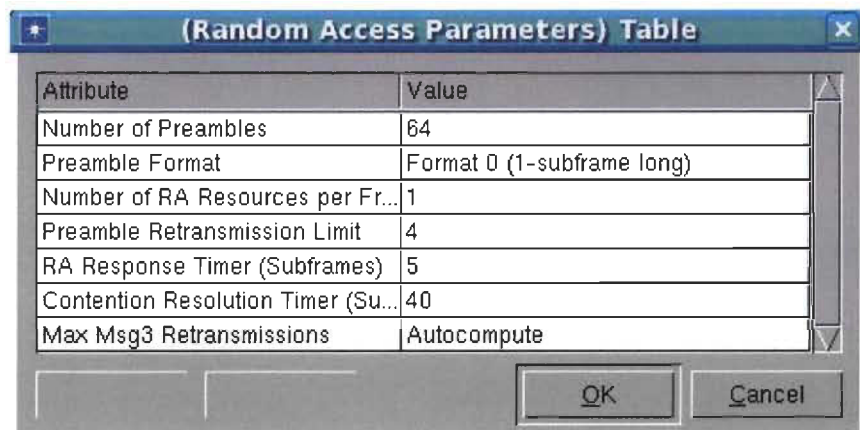 (Random Access Parameters) Table
Attribute Value
Number of Preambles 64
Preamble Format Format 0 (1-subframe long)
Number of RA Resources per Fr... 1
Preamble Retransmission Limit 4
RA Response Timer (Subframes) 5
Contention Resolution Timer (Su... 40
Max Msg3 Retransmissions Autocompute
OK Cancel